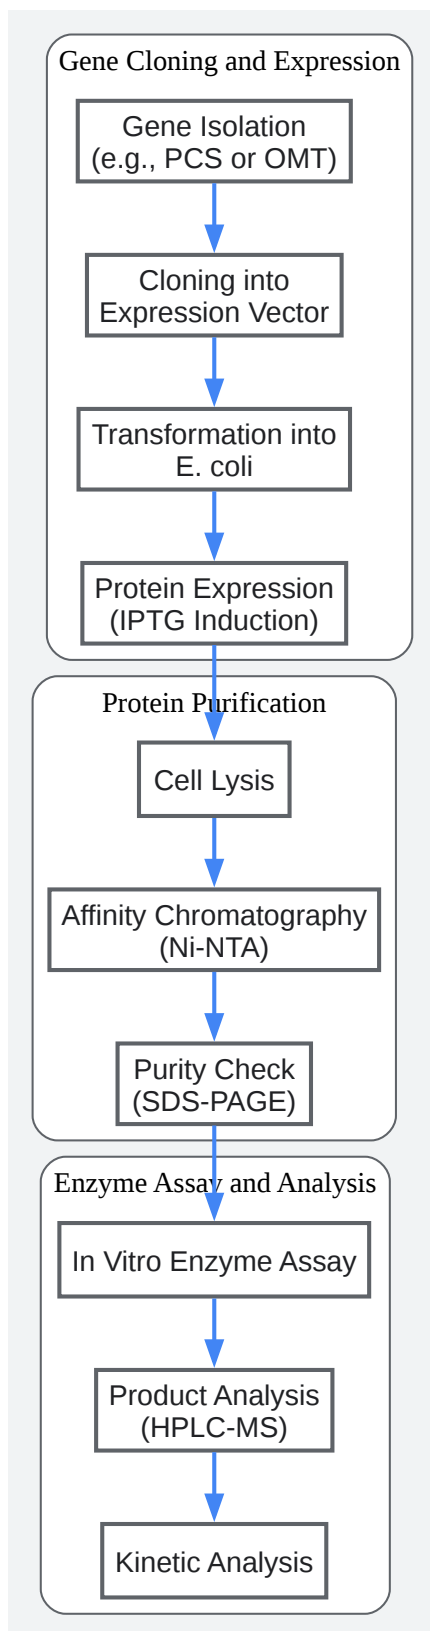 Gene Cloning and Expression
Gene Isolation
(e.g., PCS or OMT)
Cloning into
Expression Vector
Transformation into
E. coli
Protein Expression
(IPTG Induction)
Protein Purification
Cell Lysis
Affinity Chromatography
(Ni-NTA)
Purity Check
(SDS-PAGE)
Enzyme Assay and Analysis
In Vitro Enzyme Assay
Product Analysis
(HPLC-MS)
Kinetic Analysis